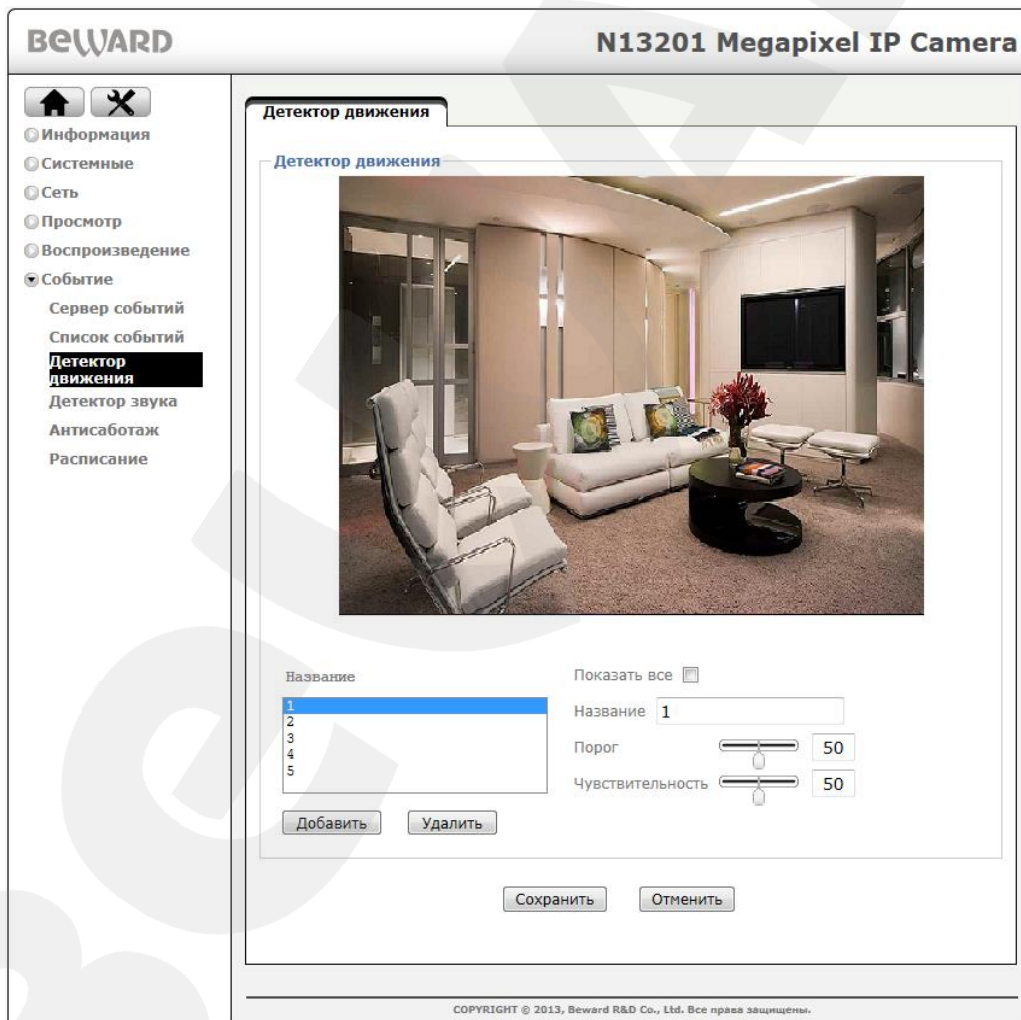 BEWARD
N13201 Megapixel IP Camera
Информация
Системные
Сеть
Просмотр
Воспроизведение
Событие
Сервер событий
Список событий
Детектор
движения
Детектор звука
Антисаботаж
Расписание
Детектор движения
Детектор движения
Название
1
2
3
4
5
Добавить
Удалить
Показать все
Название 1
Порог 50
Чувствительность 50
Сохранить
Отменить
COPYRIGHT © 2013, Beward R&D Co., Ltd. Все права защищены.